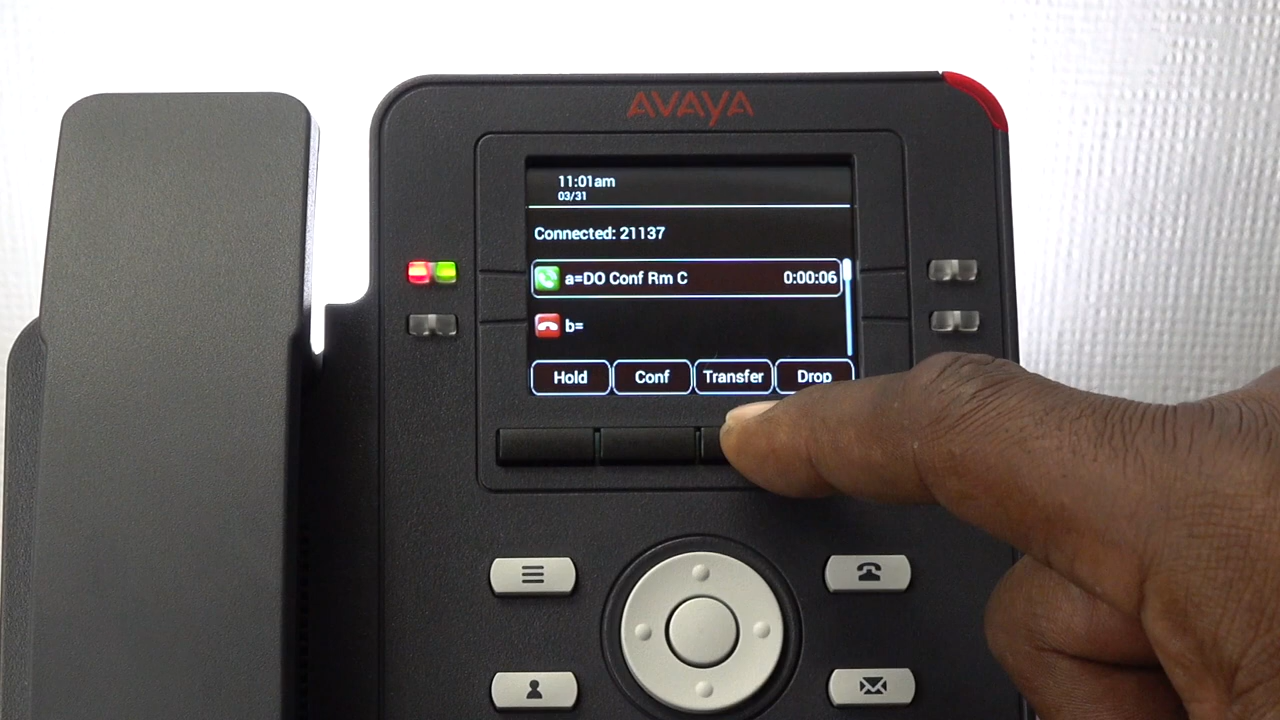 AVAYA
11:01am
03/31
Connected: 21137
a=DO Conf Rm C 0:00:06
b=
Hold Conf Transfer Drop